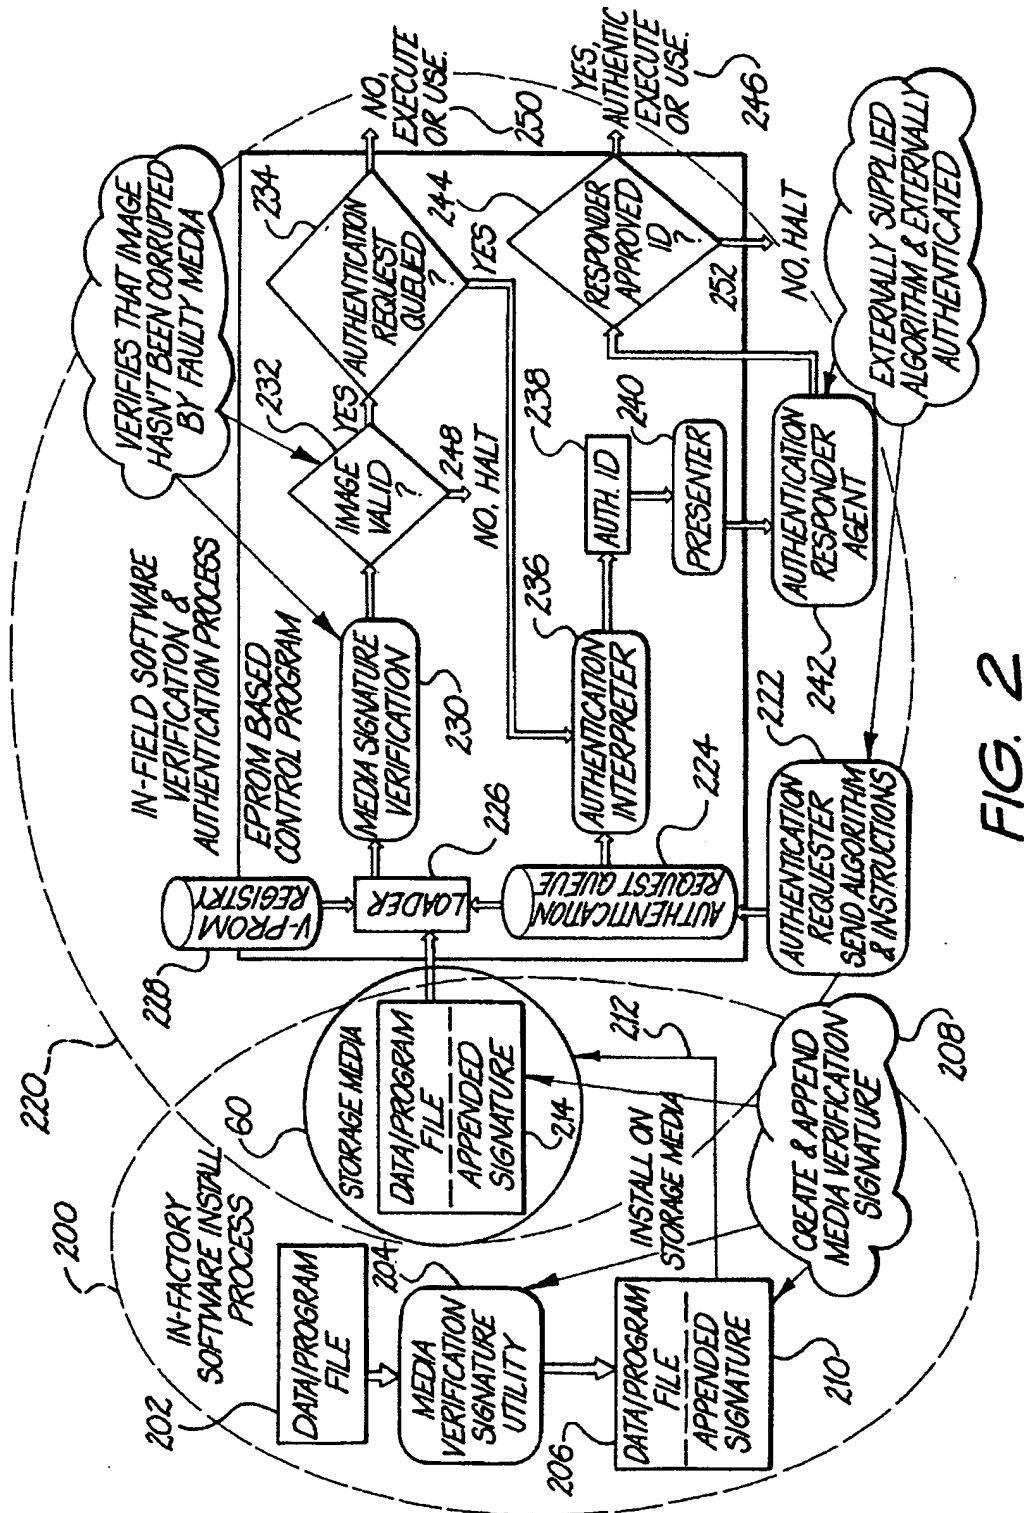 200
IN-FACTORY
SOFTWARE INSTALL
PROCESS
202
DATA/PROGRAM
FILE
204
MEDIA
VERIFICATION
SIGNATURE
UTILITY
206
DATA/PROGRAM
FILE
APPENDED
SIGNATURE
210
INSTALL ON
STORAGE MEDIA
212
CREATE & APPEND
MEDIA VERIFICATION
SIGNATURE
208
60
STORAGE MEDIA
DATA/PROGRAM
FILE
APPENDED
SIGNATURE
214
220
IN-FIELD SOFTWARE
VERIFICATION &
AUTHENTICATION PROCESS
EPROM BASED
CONTROL PROGRAM
228
V-PROM
REGISTRY
LOADER
226
AUTHENTICATION
REQUEST QUEUE
224
AUTHENTICATION
REQUESTER
SEND ALGORITHM
& INSTRUCTIONS
222
MEDIA SIGNATURE
VERIFICATION
230
VERIFIES THAT IMAGE
HASN'T BEEN CORRUPTED
BY FAULTY MEDIA
232
IMAGE
VALID
?
YES
248
NO, HALT
234
AUTHENTICATION
REQUEST
QUEUED
?
YES
NO,
EXECUTE
OR USE.
250
AUTHENTICATION
INTERPRETER
236
AUTH. ID
238
PRESENTER
240
AUTHENTICATION
RESPONDER
AGENT
242
244
RESPONDER
APPROVED
ID
?
YES,
AUTHENTIC
(EXECUTE
OR USE.
246
252
NO, HALT
EXTERNALLY SUPPLIED
ALGORITHM & EXTERNALLY
AUTHENTICATED
FIG. 2